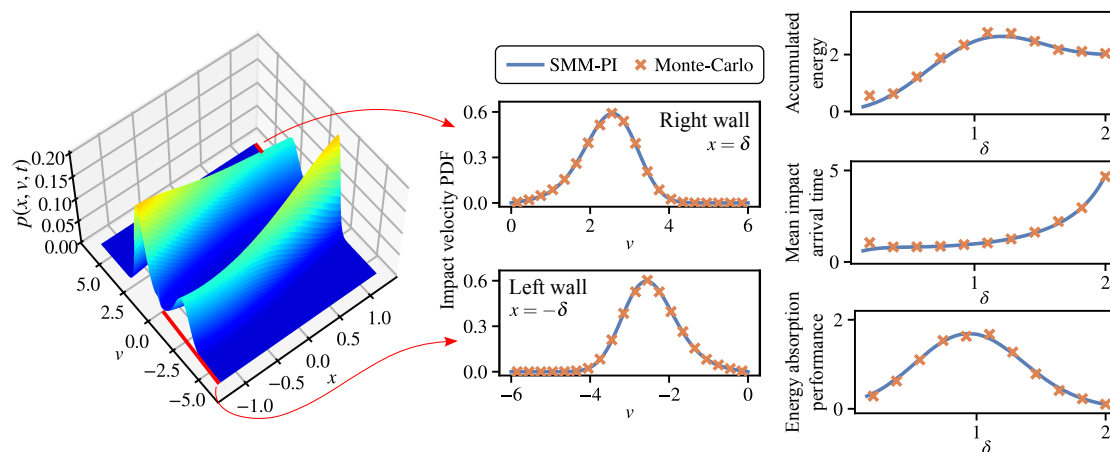 0.20
0.15
0.10
0.05
0.00
p(x, v, t)
5.0
2.5
0.0
−2.5
−5.0
v
−1.0
−0.5
0.0
0.5
1.0
x
SMM-PI
Monte-Carlo
Impact velocity PDF
0.6
0.3
0.0
Right wall
x = δ
0
2
4
6
v
0.6
0.3
0.0
Left wall
x = −δ
−6
−4
−2
0
v
Accumulated
energy
2
0
1
2
δ
Mean impact
arrival time
5
0
1
2
δ
Energy absorption
performance
2
0
1
2
δ